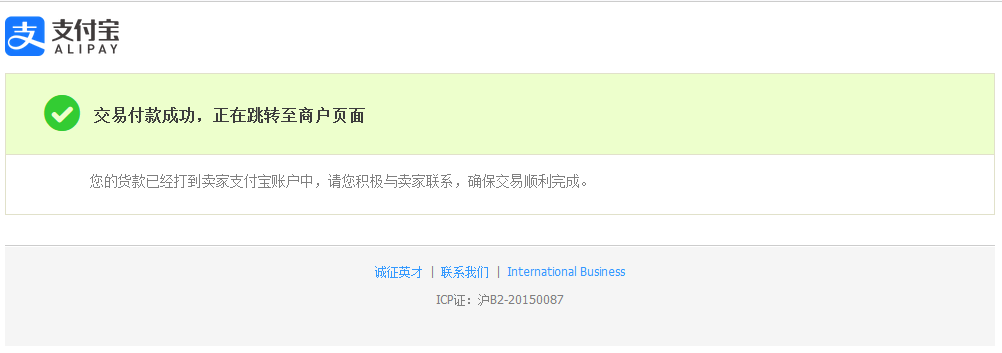 支 支付宝
ALIPAY
交易付款成功，正在跳转至商户页面
您的货款已经打到卖家支付宝账户中，请您积极与卖家联系，确保交易顺利完成。
诚征英才 | 联系我们 | International Business
ICP证：沪B2-20150087